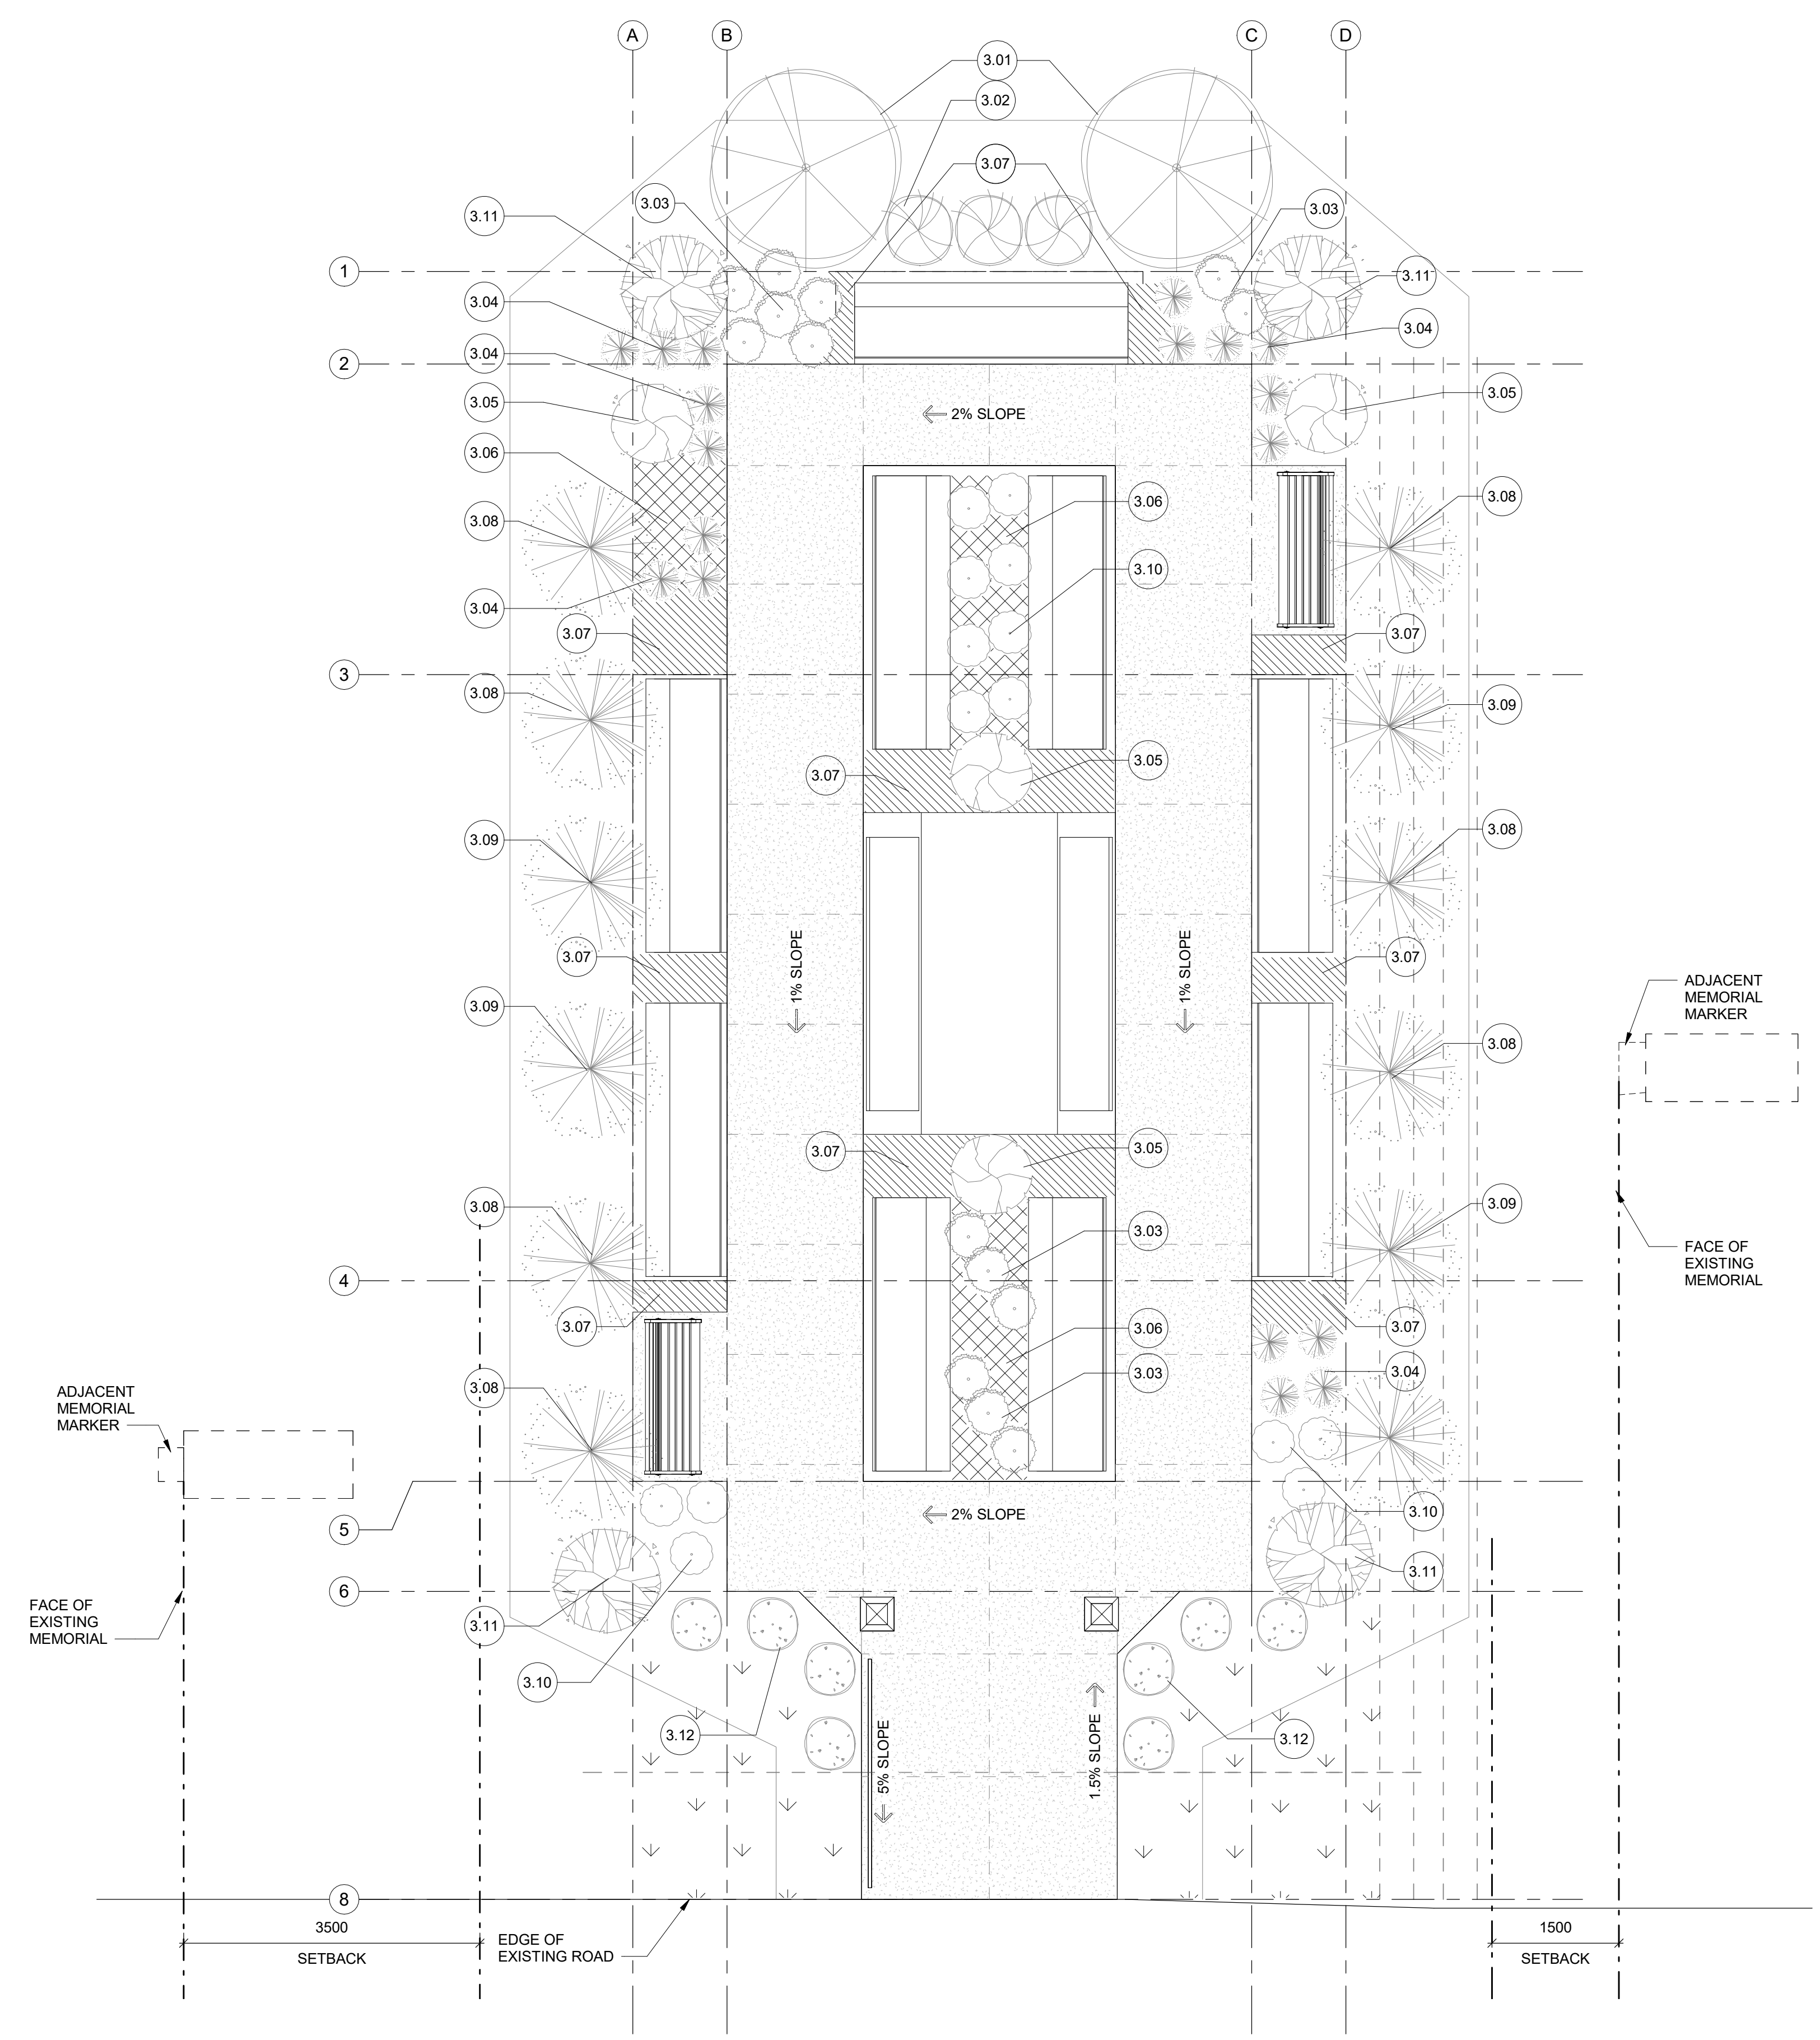 A
B
C
D
3.01
3.02
3.07
3.03
3.03
3.11
1
3.11
3.04
3.04
3.04
2
3.05
3.05
3.06
3.08
3.08
3.06
3.10
3.04
3.07
3.07
2% SLOPE
3
3.08
3.09
3.07
3.05
3.09
3.08
3.07
3.07
1% SLOPE
1% SLOPE
ADJACENT
MEMORIAL
MARKER
3.09
3.08
3.07
3.05
3.08
3.03
3.09
FACE OF
EXISTING
MEMORIAL
4
3.07
3.06
3.07
3.08
3.03
3.04
ADJACENT
MEMORIAL
MARKER
5
2% SLOPE
3.10
3.11
6
FACE OF
EXISTING
MEMORIAL
3.11
3.10
3.12
3.12
5% SLOPE
1.5% SLOPE
8
3500
SETBACK
EDGE OF
EXISTING ROAD
1500
SETBACK